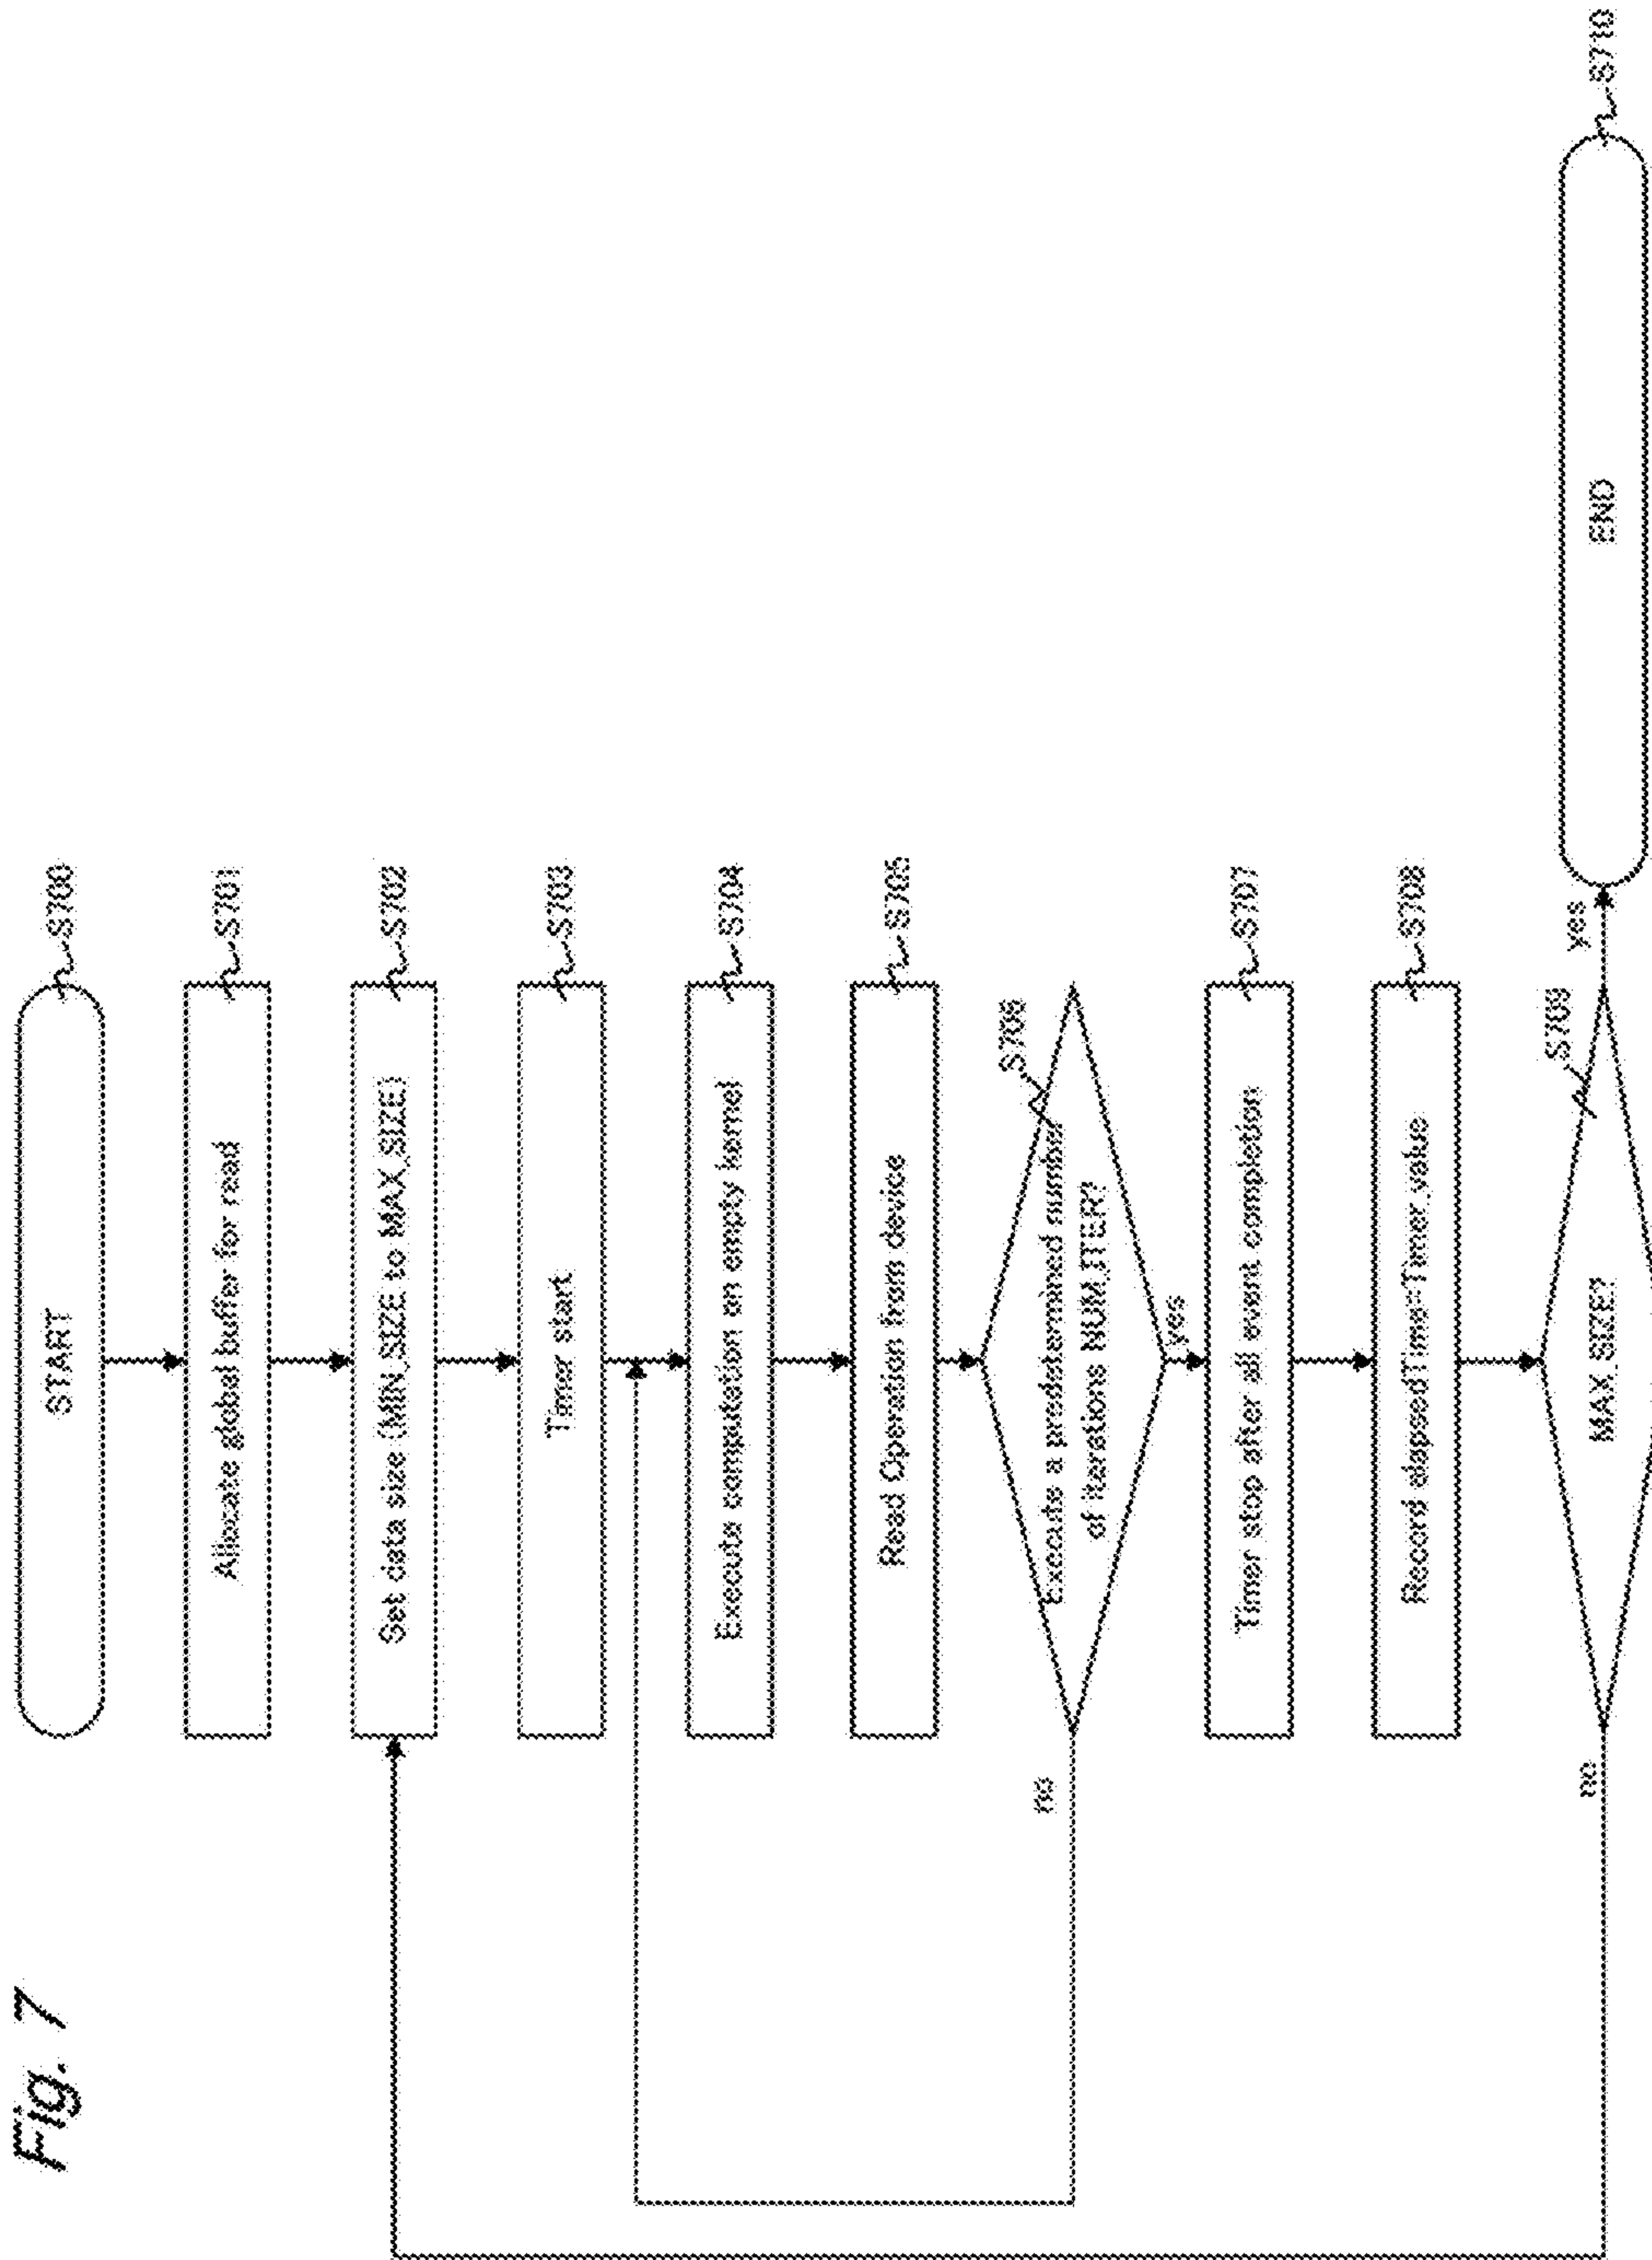 Fig. 7
START
S700
Allocate global buffer for read
S701
Set data size (MIN_SIZE to MAX_SIZE)
S702
Timer start
S703
Execute computation on empty kernel
S704
Read Operation from device
S705
Execute a predetermined number
of iterations NUM_ITER?
S706
no
yes
Timer stop after all event completion
S707
Record elapsedTime=Timer_value
S708
MAX_SIZE?
S709
no
yes
END
S710